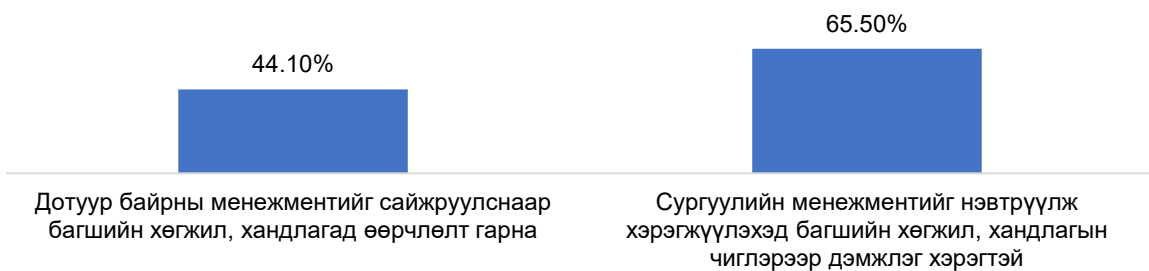 65.50%
44.10%
Дотуур байрны менежментийг сайжруулснаар
багшийн хөгжил, хандлагад өөрчлөлт гарна
Сургуулийн менежментийг нэвтрүүлж
хэрэгжүүлэхэд багшийн хөгжил, хандлагын
чиглэрээр дэмжлэг хэрэгтэй